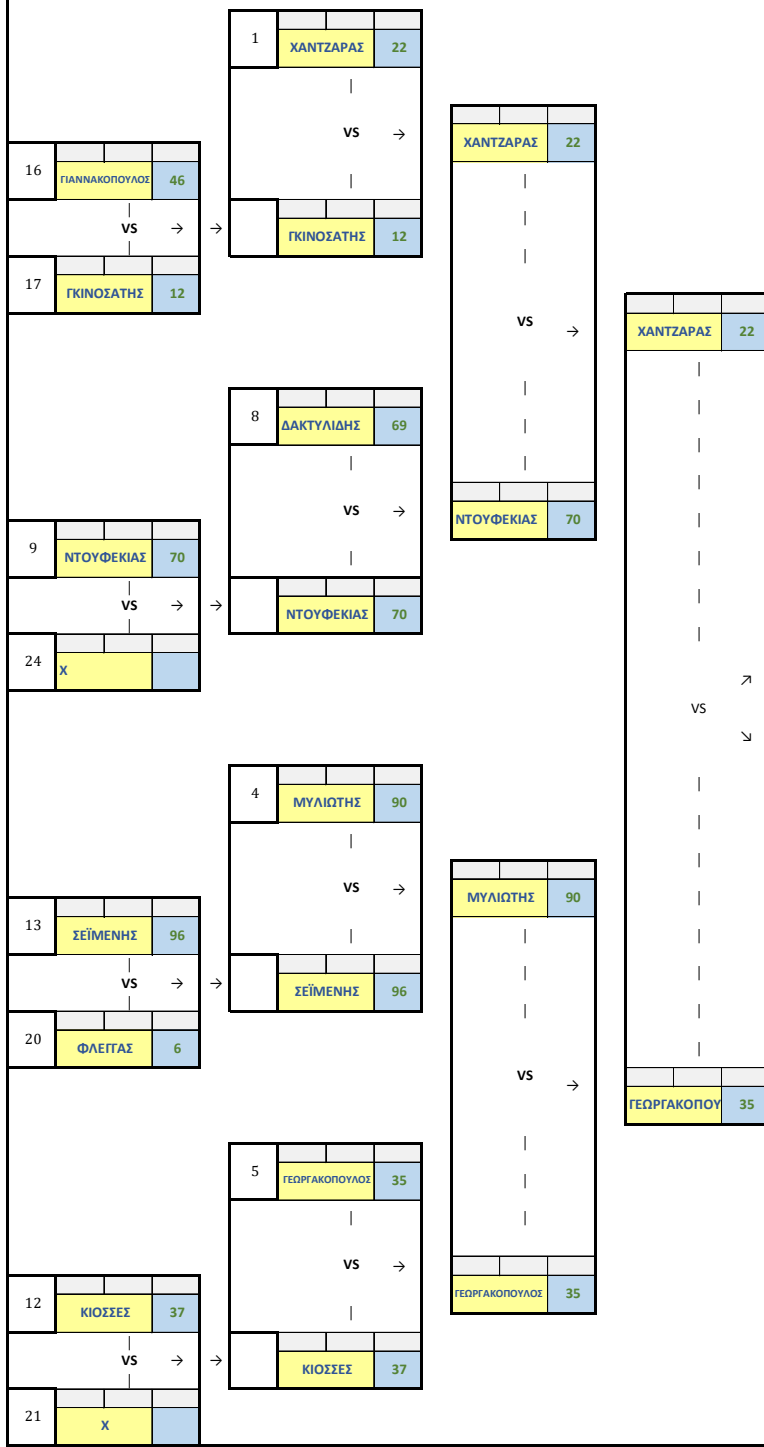 1
ΧΑΝΤΖΑΡΑΣ 22
|
VS →
|
ΓΚΙΝΟΣΑΤΗΣ 12
16
ΓΙΑΝΝΑΚΟΠΟΥΛΟΣ 46
|
VS → →
|
17
ΓΚΙΝΟΣΑΤΗΣ 12
8
ΔΑΚΤΥΛΙΔΗΣ 69
|
VS →
|
ΝΤΟΥΦΕΚΙΑΣ 70
9
ΝΤΟΥΦΕΚΙΑΣ 70
|
VS → →
|
24
Χ
4
ΜΥΛΙΩΤΗΣ 90
|
VS →
|
ΣΕΪΜΕΝΗΣ 96
13
ΣΕΪΜΕΝΗΣ 96
|
VS → →
|
20
ΦΛΕΓΓΑΣ 6
5
ΓΕΩΡΓΑΚΟΠΟΥΛΟΣ 35
|
VS →
|
ΚΙΟΣΣΕΣ 37
12
ΚΙΟΣΣΕΣ 37
|
VS → →
|
21
Χ
ΧΑΝΤΖΑΡΑΣ 22
|
|
|
VS →
|
|
|
ΝΤΟΥΦΕΚΙΑΣ 70
ΜΥΛΙΩΤΗΣ 90
|
|
|
VS →
|
|
|
ΓΕΩΡΓΑΚΟΠΟΥΛΟΣ 35
ΧΑΝΤΖΑΡΑΣ 22
|
|
|
|
|
|
|
|
↗
VS
↘
|
|
|
|
|
|
|
|
ΓΕΩΡΓΑΚΟΠΟΥ 35